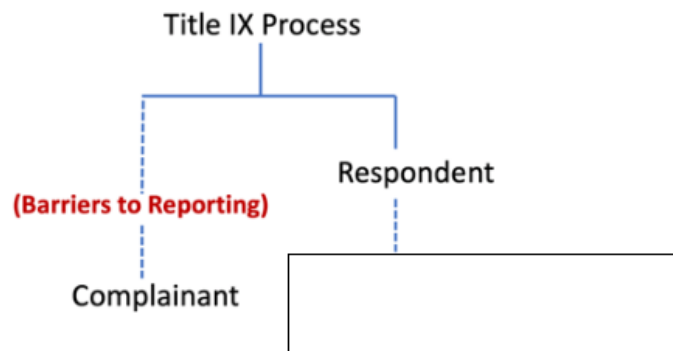 Title IX Process
Respondent
(Barriers to Reporting)
Complainant